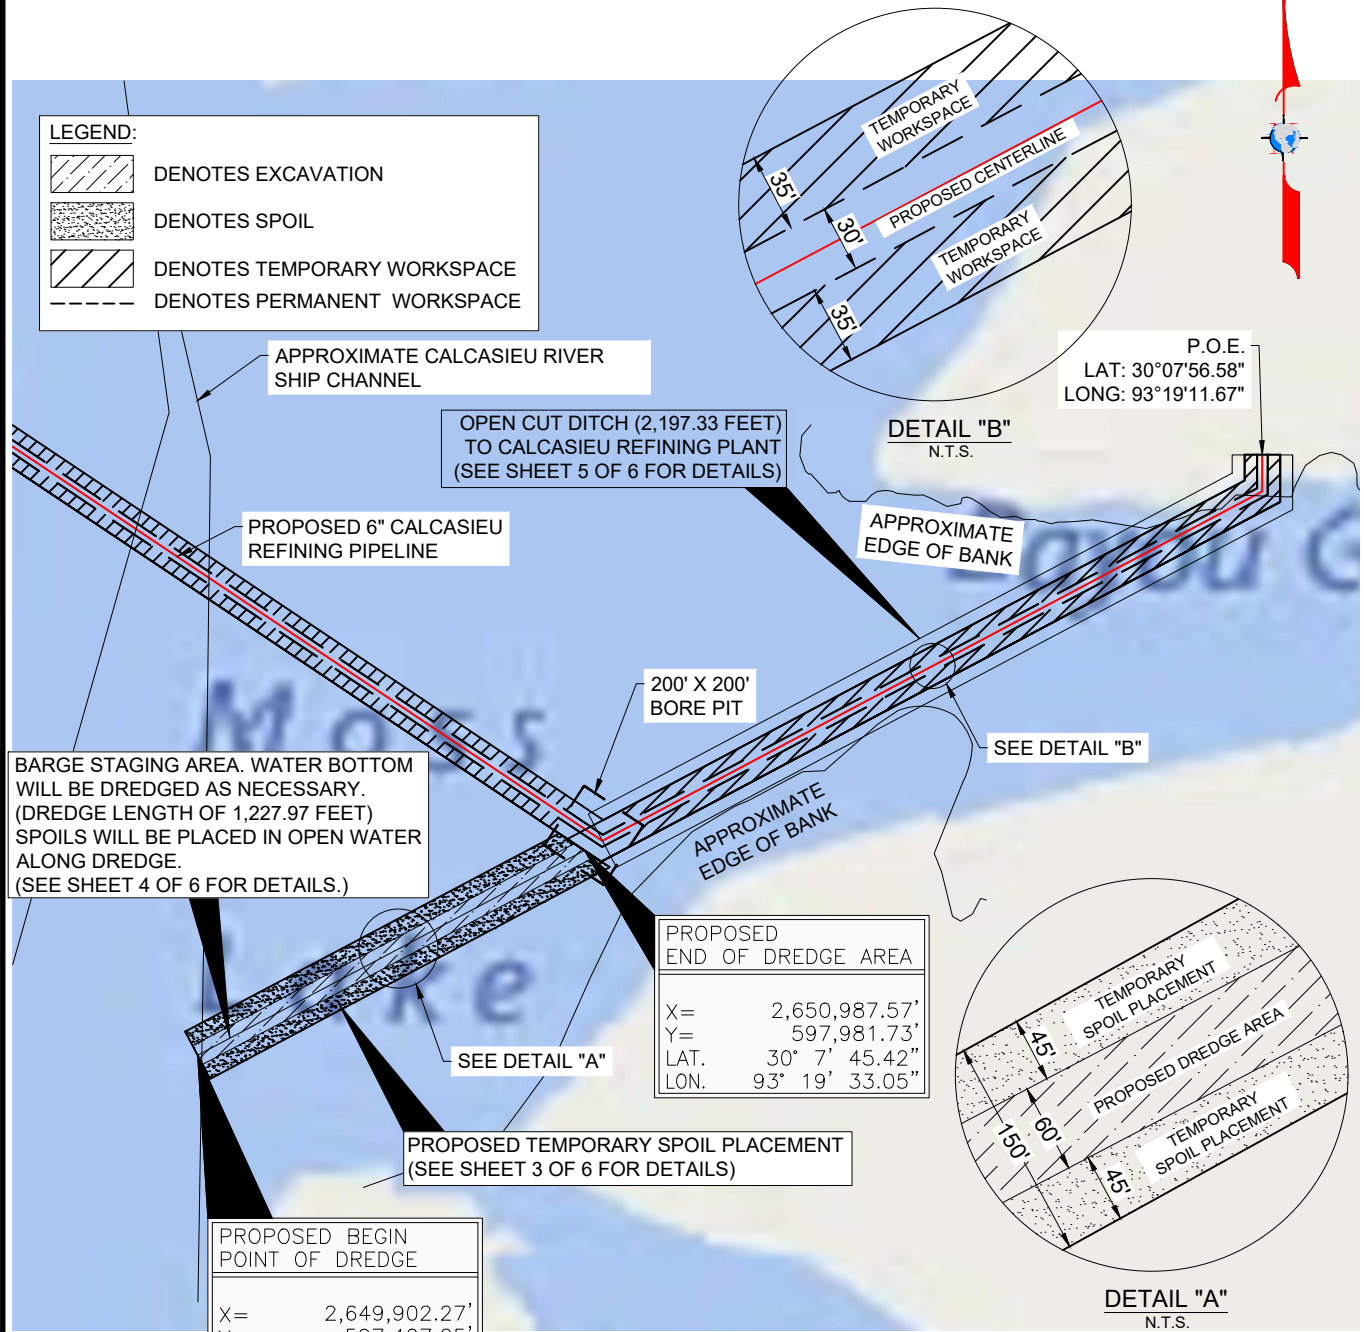 LEGEND:
DENOTES EXCAVATION
DENOTES SPOIL
DENOTES TEMPORARY WORKSPACE
DENOTES PERMANENT WORKSPACE
APPROXIMATE CALCASIEU RIVER
SHIP CHANNEL
TEMPORARY
WORKSPACE
PROPOSED CENTERLINE
TEMPORARY
WORKSPACE
35'
30'
35'
DETAIL "B"
N.T.S.
P.O.E.
LAT: 30°07'56.58"
LONG: 93°19'11.67"
OPEN CUT DITCH (2,197.33 FEET)
TO CALCASIEU REFINING PLANT
(SEE SHEET 5 OF 6 FOR DETAILS)
PROPOSED 6" CALCASIEU
REFINING PIPELINE
APPROXIMATE
EDGE OF BANK
Bayou G
200' X 200'
BORE PIT
SEE DETAIL "B"
Moss
Lake
BARGE STAGING AREA. WATER BOTTOM
WILL BE DREDGED AS NECESSARY.
(DREDGE LENGTH OF 1,227.97 FEET)
SPOILS WILL BE PLACED IN OPEN WATER
ALONG DREDGE.
(SEE SHEET 4 OF 6 FOR DETAILS.)
APPROXIMATE
EDGE OF BANK
PROPOSED
END OF DREDGE AREA
X= 2,650,987.57'
Y= 597,981.73'
LAT. 30° 7' 45.42"
LON. 93° 19' 33.05"
SEE DETAIL "A"
PROPOSED TEMPORARY SPOIL PLACEMENT
(SEE SHEET 3 OF 6 FOR DETAILS)
TEMPORARY
SPOIL PLACEMENT
PROPOSED DREDGE AREA
TEMPORARY
SPOIL PLACEMENT
45'
60'
150'
45'
DETAIL "A"
N.T.S.
PROPOSED BEGIN
POINT OF DREDGE
X= 2,649,902.27'